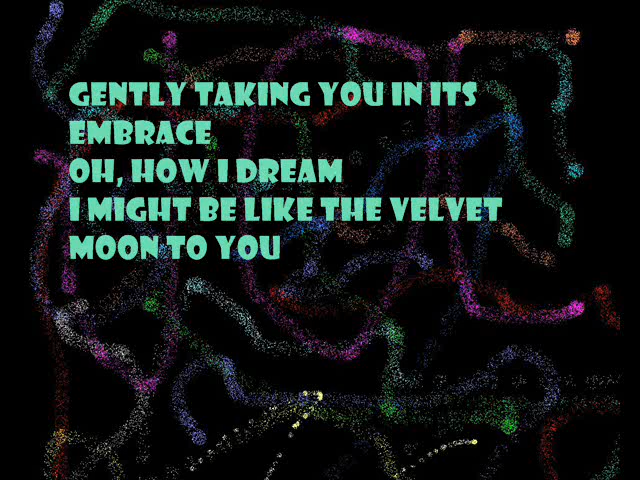 GENTLY TAKING YOU IN ITS
EMBRACE
OH, HOW I DREAM
I MIGHT BE LIKE THE VELVET
MOON TO YOU